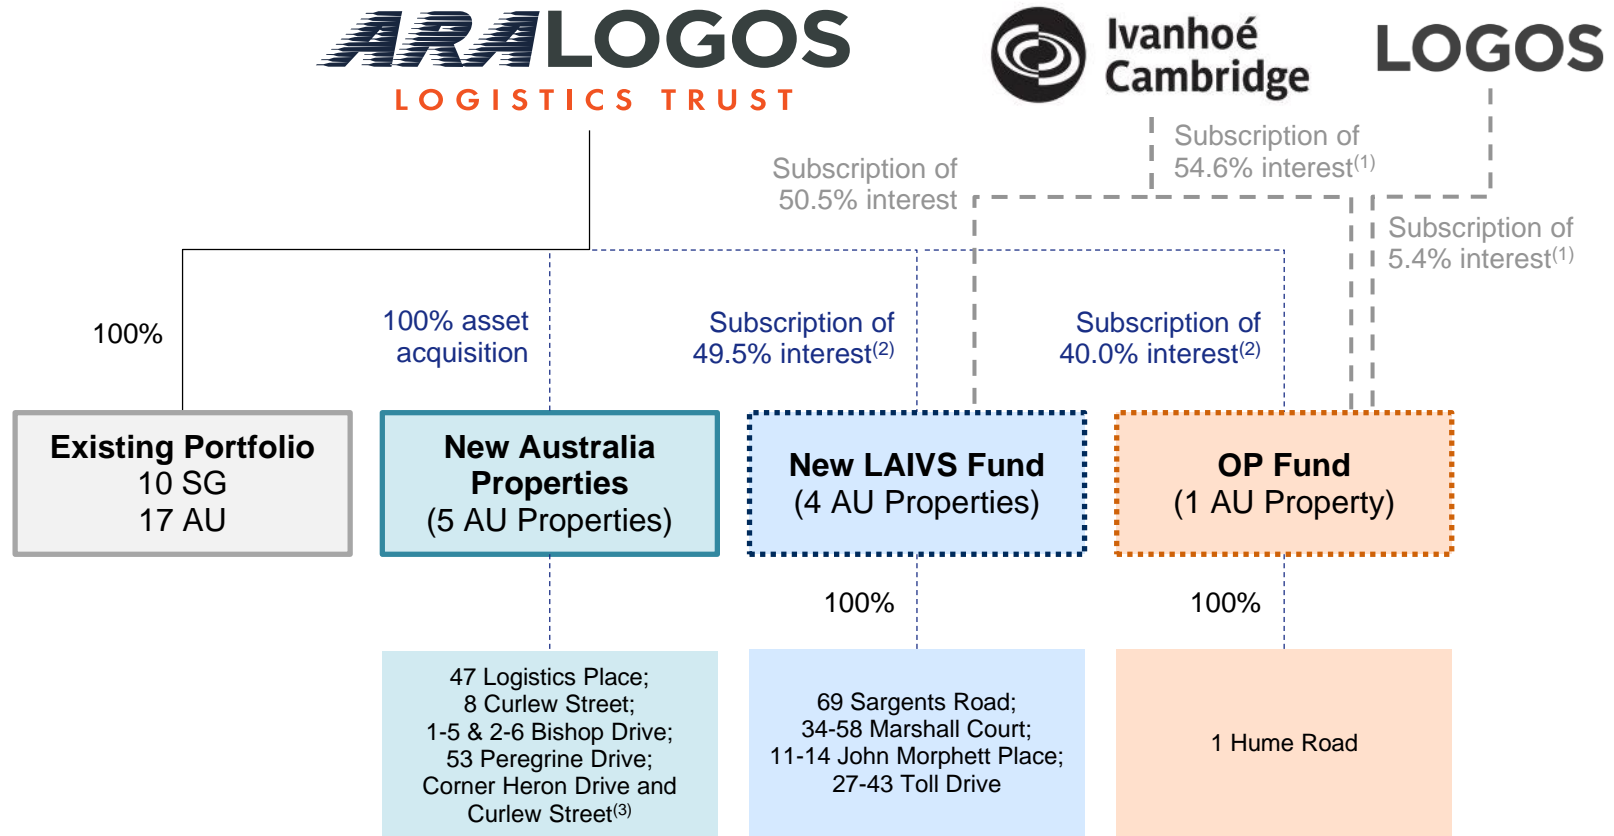 ARALOGOS
LOGISTICS TRUST
Ivanhoé
Cambridge
LOGOS
Subscription of
50.5% interest
Subscription of
54.6% interest(1)
Subscription of
5.4% interest(1)
100%
100% asset
acquisition
Subscription of
49.5% interest(2)
Subscription of
40.0% interest(2)
Existing Portfolio
10 SG
17 AU
New Australia
Properties
(5 AU Properties)
New LAIVS Fund
(4 AU Properties)
OP Fund
(1 AU Property)
100%
100%
47 Logistics Place;
8 Curlew Street;
1-5 & 2-6 Bishop Drive;
53 Peregrine Drive;
Corner Heron Drive and
Curlew Street(3)
69 Sargents Road;
34-58 Marshall Court;
11-14 John Morphett Place;
27-43 Toll Drive
1 Hume Road